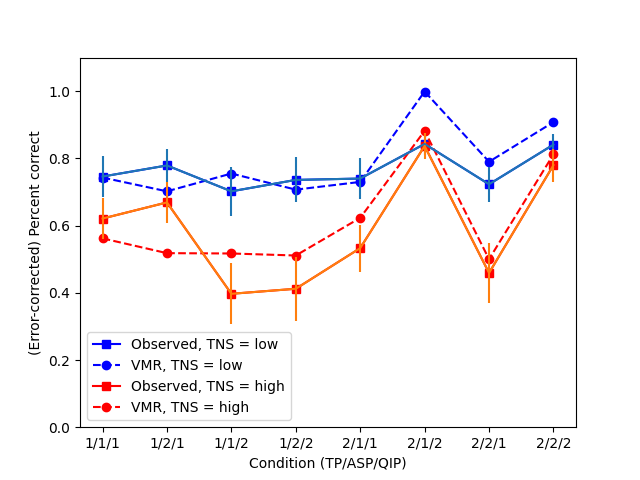 (Error-corrected) Percent correct
1.0
0.8
0.6
0.4
0.2
0.0
Observed, TNS = low
VMR, TNS = low
Observed, TNS = high
VMR, TNS = high
1/1/1 1/2/1 1/1/2 1/2/2 2/1/1 2/1/2 2/2/1 2/2/2
Condition (TP/ASP/QIP)